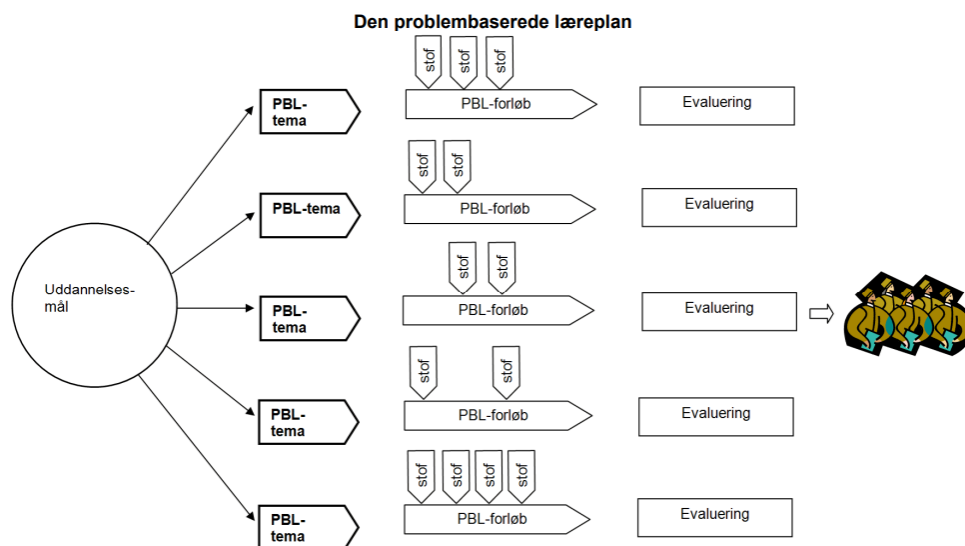 Den problembaserede læreplan
stof
stof
stof
PBL-
tema
PBL-forløb
Evaluering
stof
stof
PBL-tema
PBL-forløb
Evaluering
Uddannelses-
mål
stof
stof
PBL-
tema
PBL-forløb
Evaluering
stof
stof
PBL-
tema
PBL-forløb
Evaluering
stof
stof
stof
stof
PBL-
tema
PBL-forløb
Evaluering